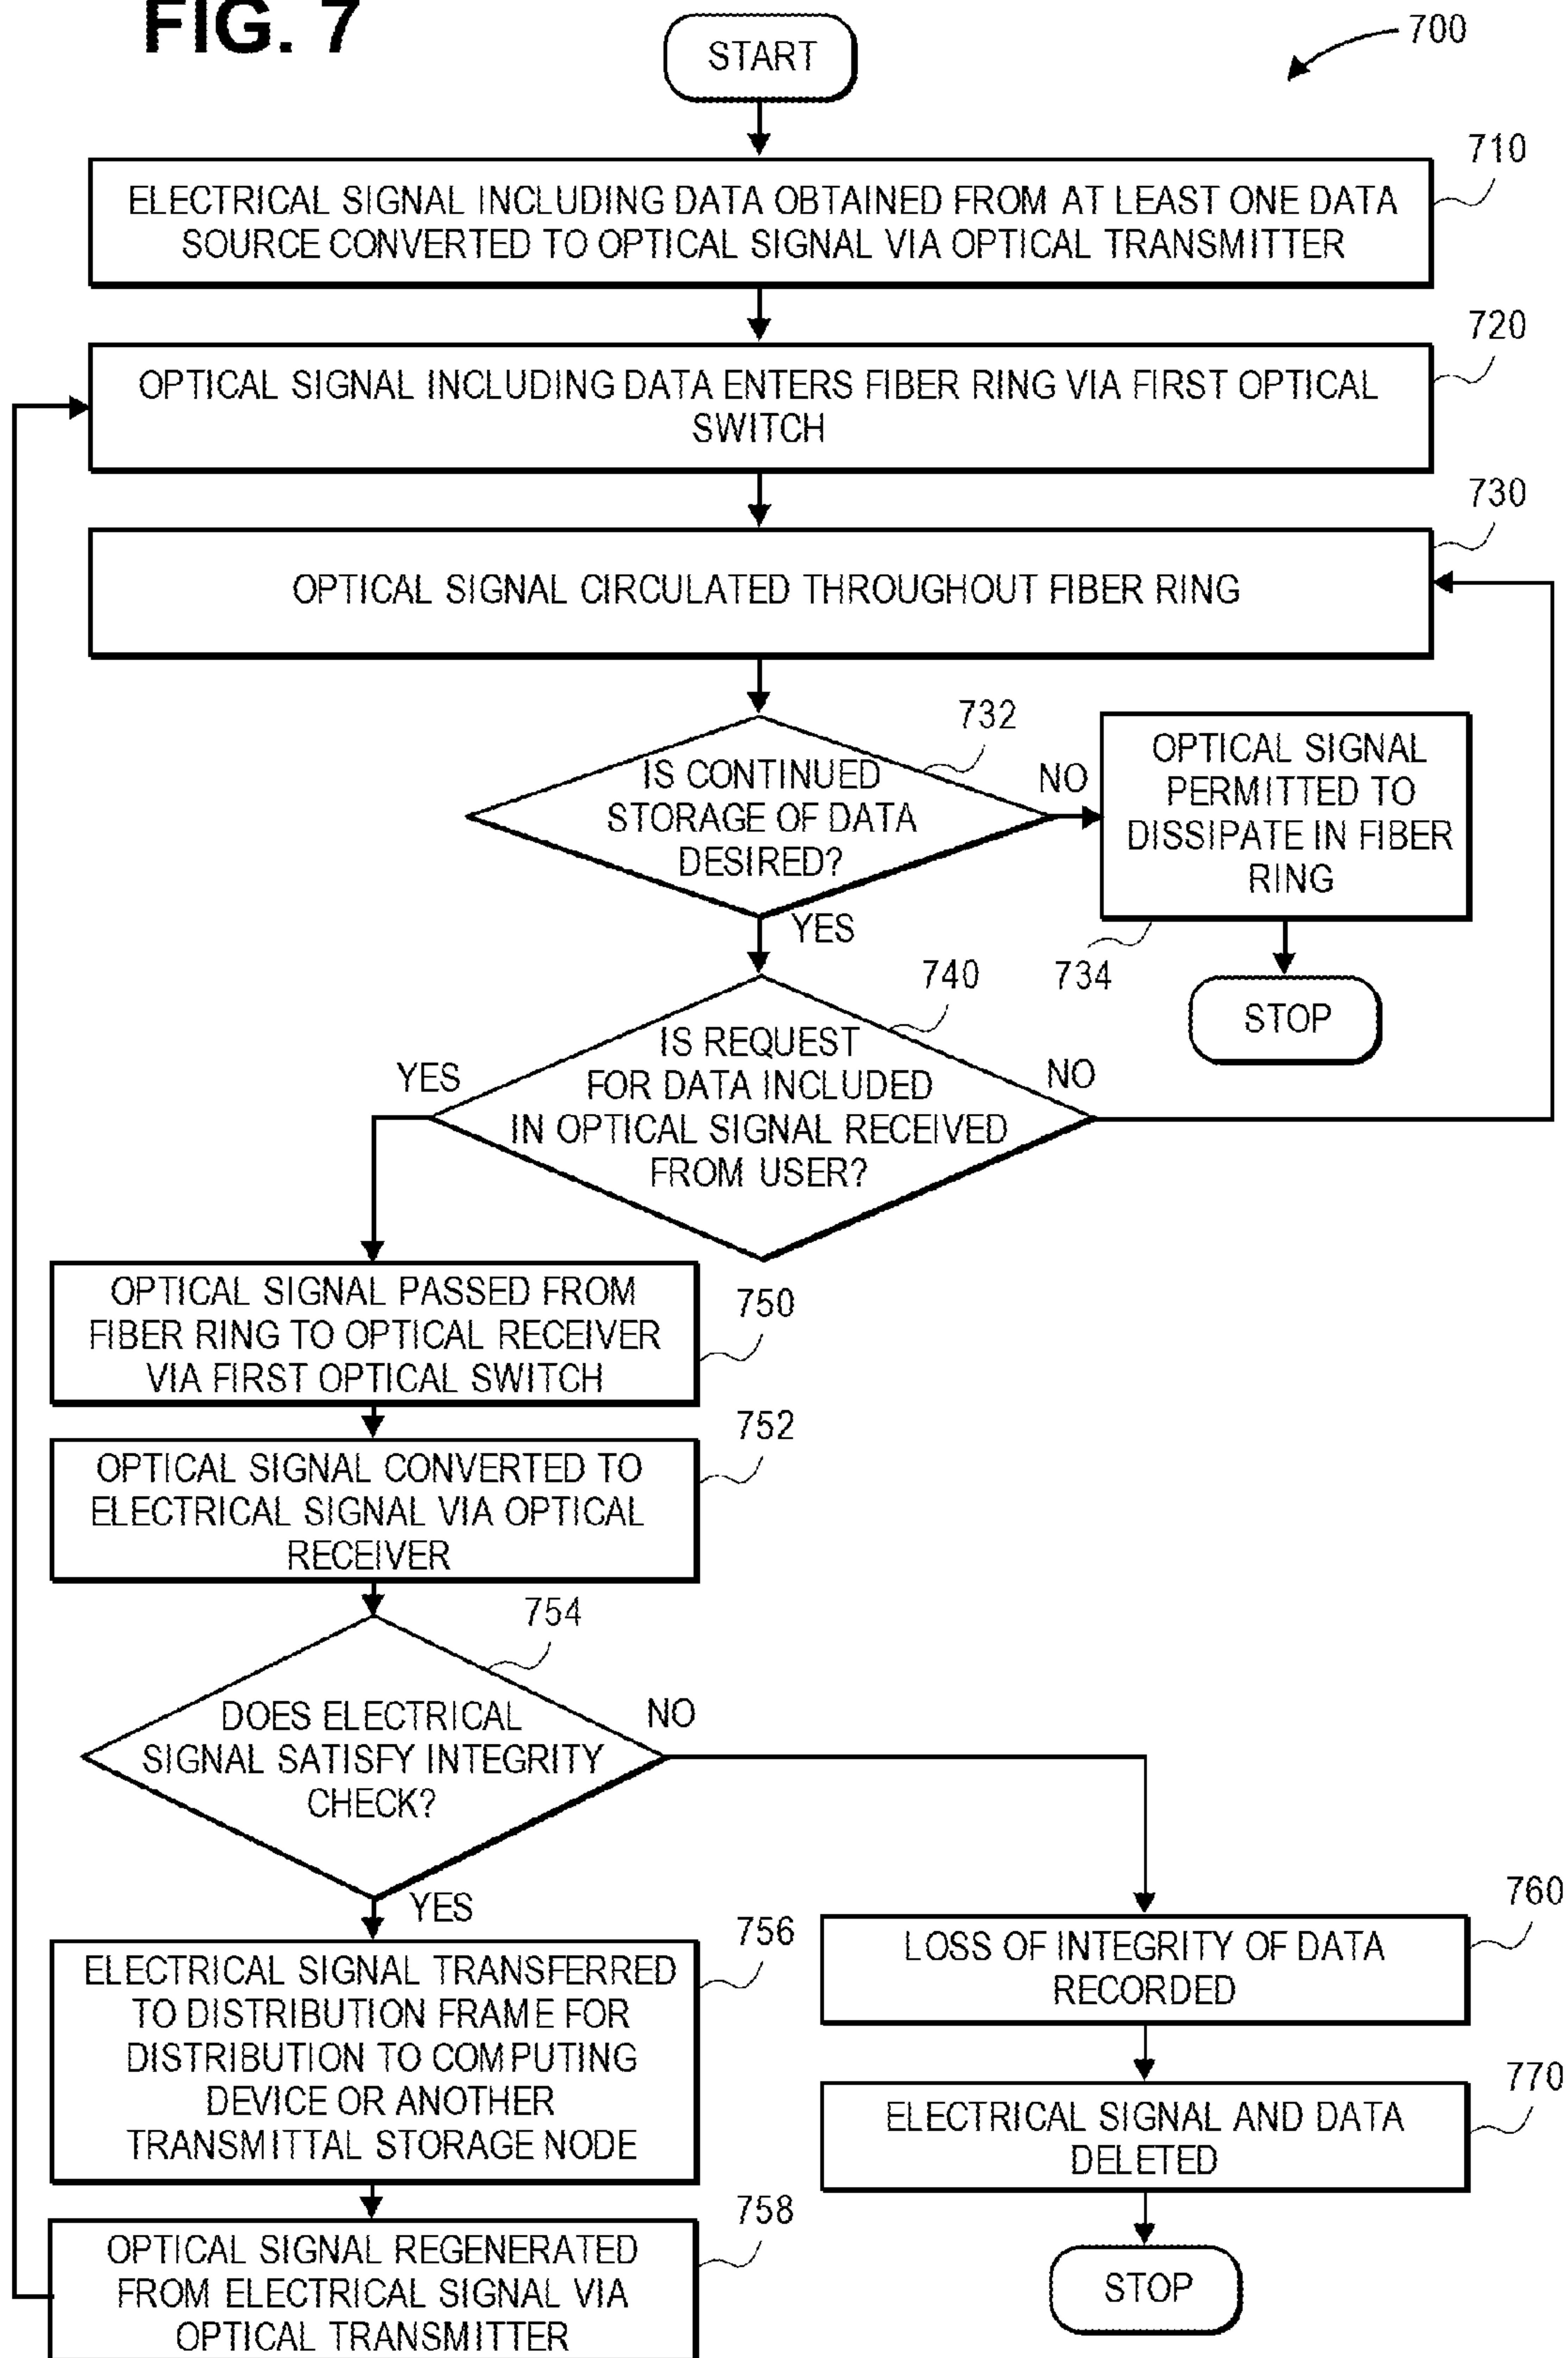 FIG. 7
START
700
710
ELECTRICAL SIGNAL INCLUDING DATA OBTAINED FROM AT LEAST ONE DATA
SOURCE CONVERTED TO OPTICAL SIGNAL VIA OPTICAL TRANSMITTER
720
OPTICAL SIGNAL INCLUDING DATA ENTERS FIBER RING VIA FIRST OPTICAL
SWITCH
730
OPTICAL SIGNAL CIRCULATED THROUGHOUT FIBER RING
732
IS CONTINUED
STORAGE OF DATA
DESIRED?
NO
OPTICAL SIGNAL
PERMITTED TO
DISSIPATE IN FIBER
RING
YES
734
STOP
740
IS REQUEST
FOR DATA INCLUDED
IN OPTICAL SIGNAL RECEIVED
FROM USER?
YES
NO
OPTICAL SIGNAL PASSED FROM
FIBER RING TO OPTICAL RECEIVER
VIA FIRST OPTICAL SWITCH
750
752
OPTICAL SIGNAL CONVERTED TO
ELECTRICAL SIGNAL VIA OPTICAL
RECEIVER
754
DOES ELECTRICAL
SIGNAL SATISFY INTEGRITY
CHECK?
NO
YES
756
ELECTRICAL SIGNAL TRANSFERRED
TO DISTRIBUTION FRAME FOR
DISTRIBUTION TO COMPUTING
DEVICE OR ANOTHER
TRANSMITTAL STORAGE NODE
758
OPTICAL SIGNAL REGENERATED
FROM ELECTRICAL SIGNAL VIA
OPTICAL TRANSMITTER
760
LOSS OF INTEGRITY OF DATA
RECORDED
770
ELECTRICAL SIGNAL AND DATA
DELETED
STOP